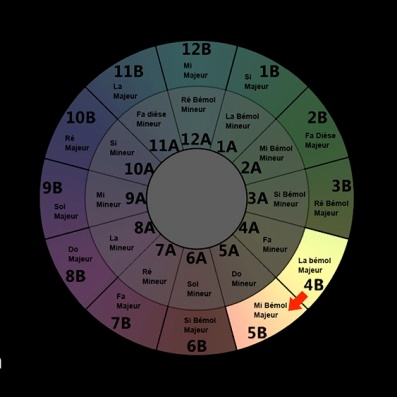 12B
Mi
Majeur
1B
Si
Majeur
2B
Fa Dièse
Majeur
3B
Ré Bémol
Majeur
La bémol
Majeur
4B
Mi Bémol
Majeur
5B
Si Bémol
Majeur
6B
Fa
Majeur
7B
Do
Majeur
8B
9B
Sol
Majeur
10B
Ré
Majeur
11B
La
Majeur
Ré Bémol
Mineur
12A
La Bémol
Mineur
1A
Mi Bémol
Mineur
2A
3A
Si Bémol
Mineur
4A
Fa
Mineur
5A
Do
Mineur
6A
Sol
Mineur
7A
Ré
Mineur
8A
La
Mineur
Mi
Mineur
9A
Si
Mineur
10A
Fa dièse
Mineur
11A